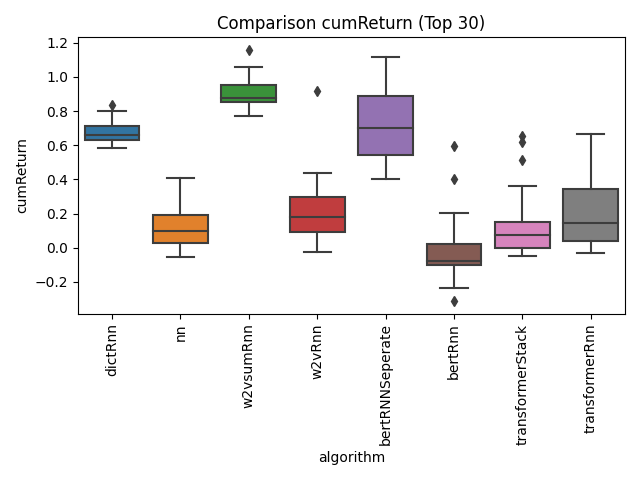 Comparison cumReturn (Top 30)
1.2
1.0
0.8
0.6
0.4
0.2
0.0
−0.2
cumReturn
dictRnn
nn
w2vsumRnn
w2vRnn
bertRNNSeperate
bertRnn
transformerStack
transformerRnn
algorithm